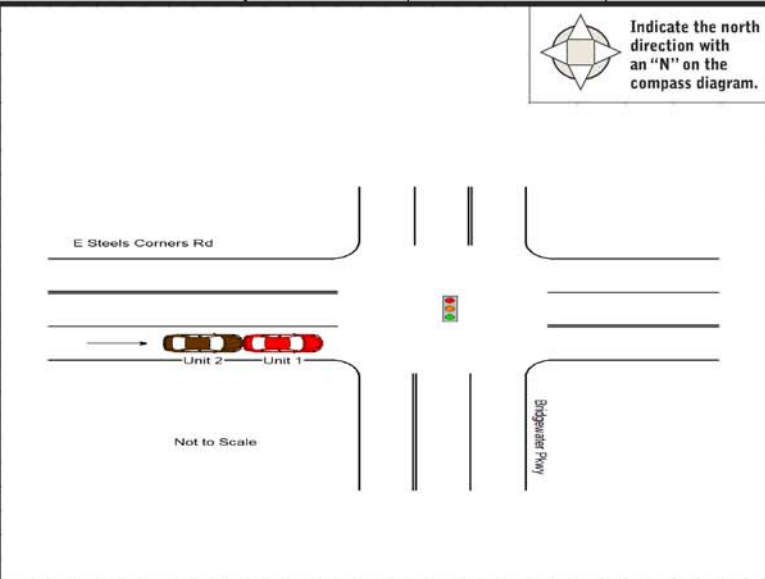 Indicate the north
direction with
an “N” on the
compass diagram.
E Steels Corners Rd
Unit 2
Unit 1
Not to Scale
Bridgewater Pkwy